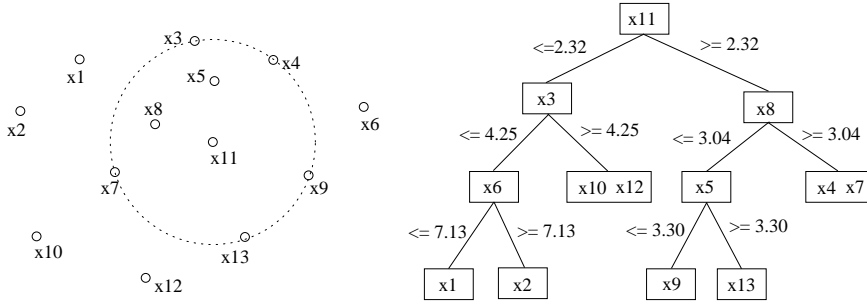 x3
x4
x1
x5
x8
x2
x6
x11
x7
x9
x10
x13
x12
x11
<=2.32
>= 2.32
x3
x8
<= 4.25
>= 4.25
<= 3.04
>= 3.04
x6
x10 x12
x5
x4 x7
<= 7.13
>= 7.13
<= 3.30
>= 3.30
x1
x2
x9
x13